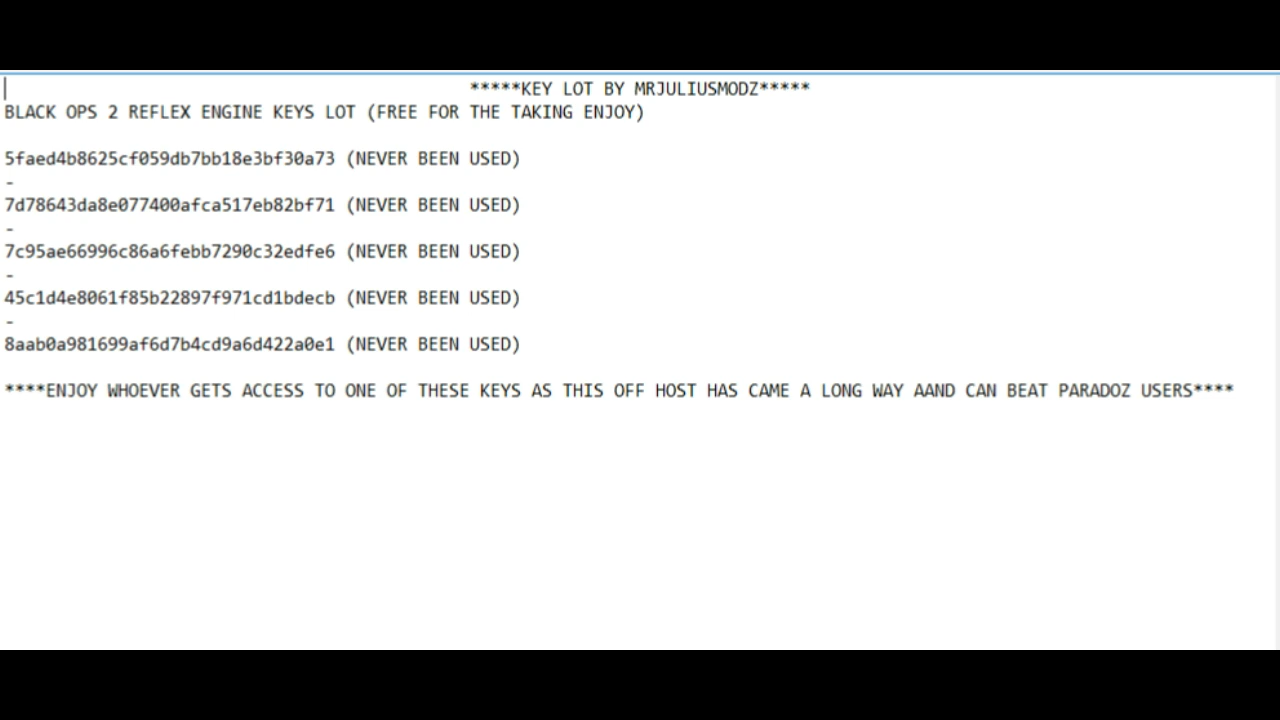 *****KEY LOT BY MRJULIUSMODZ*****
BLACK OPS 2 REFLEX ENGINE KEYS LOT (FREE FOR THE TAKING ENJOY)
5faed4b8625cf059db7bb18e3bf30a73 (NEVER BEEN USED)
-
7d78643da8e077400afca517eb82bf71 (NEVER BEEN USED)
-
7c95ae66996c86a6febb7290c32edfe6 (NEVER BEEN USED)
-
45c1d4e8061f85b22897f971cd1bdecb (NEVER BEEN USED)
-
8aab0a981699af6d7b4cd9a6d422a0e1 (NEVER BEEN USED)
****ENJOY WHOEVER GETS ACCESS TO ONE OF THESE KEYS AS THIS OFF HOST HAS CAME A LONG WAY AAND CAN BEAT PARADOZ USERS****